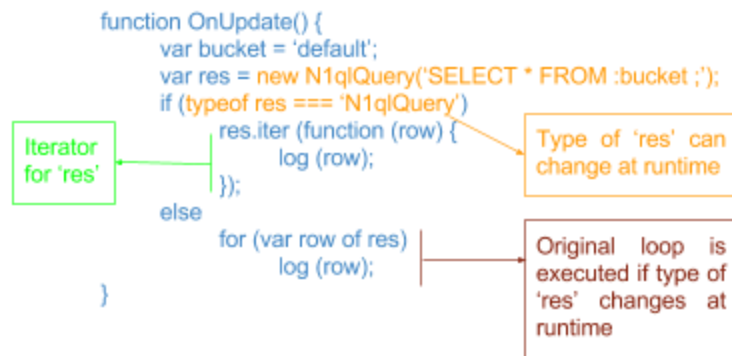 function OnUpdate() {
var bucket = ‘default’;
var res = new N1qlQuery(‘SELECT * FROM :bucket ;’);
if (typeof res === ‘N1qlQuery’)
res.iter (function (row) {
log (row);
});
else
for (var row of res)
log (row);
}
Iterator
for ‘res’
Type of ‘res’ can
change at runtime
Original loop is
executed if type of
‘res’ changes at
runtime